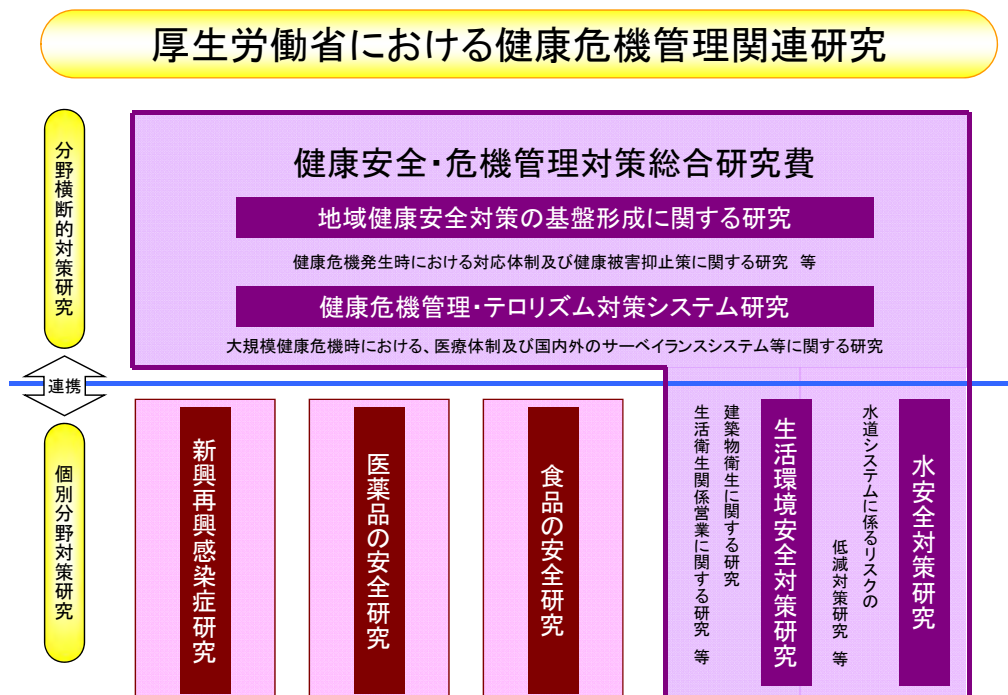 厚生労働省における健康危機管理関連研究
分野横断的対策研究
健康安全・危機管理対策総合研究費
地域健康安全対策の基盤形成に関する研究
健康危機発生時における対応体制及び健康被害抑止策に関する研究 等
健康危機管理・テロリズム対策システム研究
大規模健康危機時における、医療体制及び国内外のサーベイランスシステム等に関する研究
連携
個別分野対策研究
新興再興感染症研究
医薬品の安全研究
食品の安全研究
水安全対策研究
水道システムに係るリスクの
低減対策研究 等
生活環境安全対策研究
建築物衛生に関する研究
生活衛生関係営業に関する研究 等